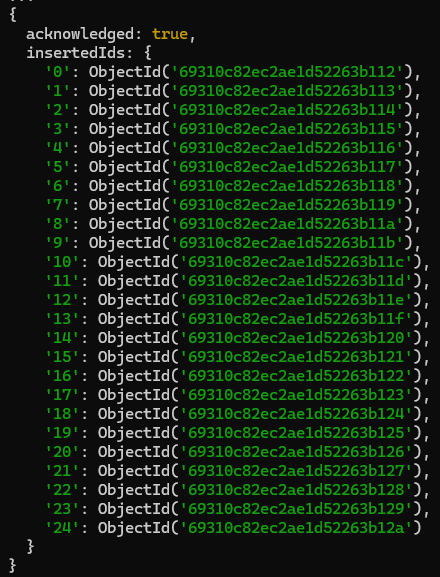 {
  acknowledged: true,
  insertedIds: {
    '0': ObjectId('69310c82ec2ae1d52263b112'),
    '1': ObjectId('69310c82ec2ae1d52263b113'),
    '2': ObjectId('69310c82ec2ae1d52263b114'),
    '3': ObjectId('69310c82ec2ae1d52263b115'),
    '4': ObjectId('69310c82ec2ae1d52263b116'),
    '5': ObjectId('69310c82ec2ae1d52263b117'),
    '6': ObjectId('69310c82ec2ae1d52263b118'),
    '7': ObjectId('69310c82ec2ae1d52263b119'),
    '8': ObjectId('69310c82ec2ae1d52263b11a'),
    '9': ObjectId('69310c82ec2ae1d52263b11b'),
    '10': ObjectId('69310c82ec2ae1d52263b11c'),
    '11': ObjectId('69310c82ec2ae1d52263b11d'),
    '12': ObjectId('69310c82ec2ae1d52263b11e'),
    '13': ObjectId('69310c82ec2ae1d52263b11f'),
    '14': ObjectId('69310c82ec2ae1d52263b120'),
    '15': ObjectId('69310c82ec2ae1d52263b121'),
    '16': ObjectId('69310c82ec2ae1d52263b122'),
    '17': ObjectId('69310c82ec2ae1d52263b123'),
    '18': ObjectId('69310c82ec2ae1d52263b124'),
    '19': ObjectId('69310c82ec2ae1d52263b125'),
    '20': ObjectId('69310c82ec2ae1d52263b126'),
    '21': ObjectId('69310c82ec2ae1d52263b127'),
    '22': ObjectId('69310c82ec2ae1d52263b128'),
    '23': ObjectId('69310c82ec2ae1d52263b129'),
    '24': ObjectId('69310c82ec2ae1d52263b12a')
  }
}